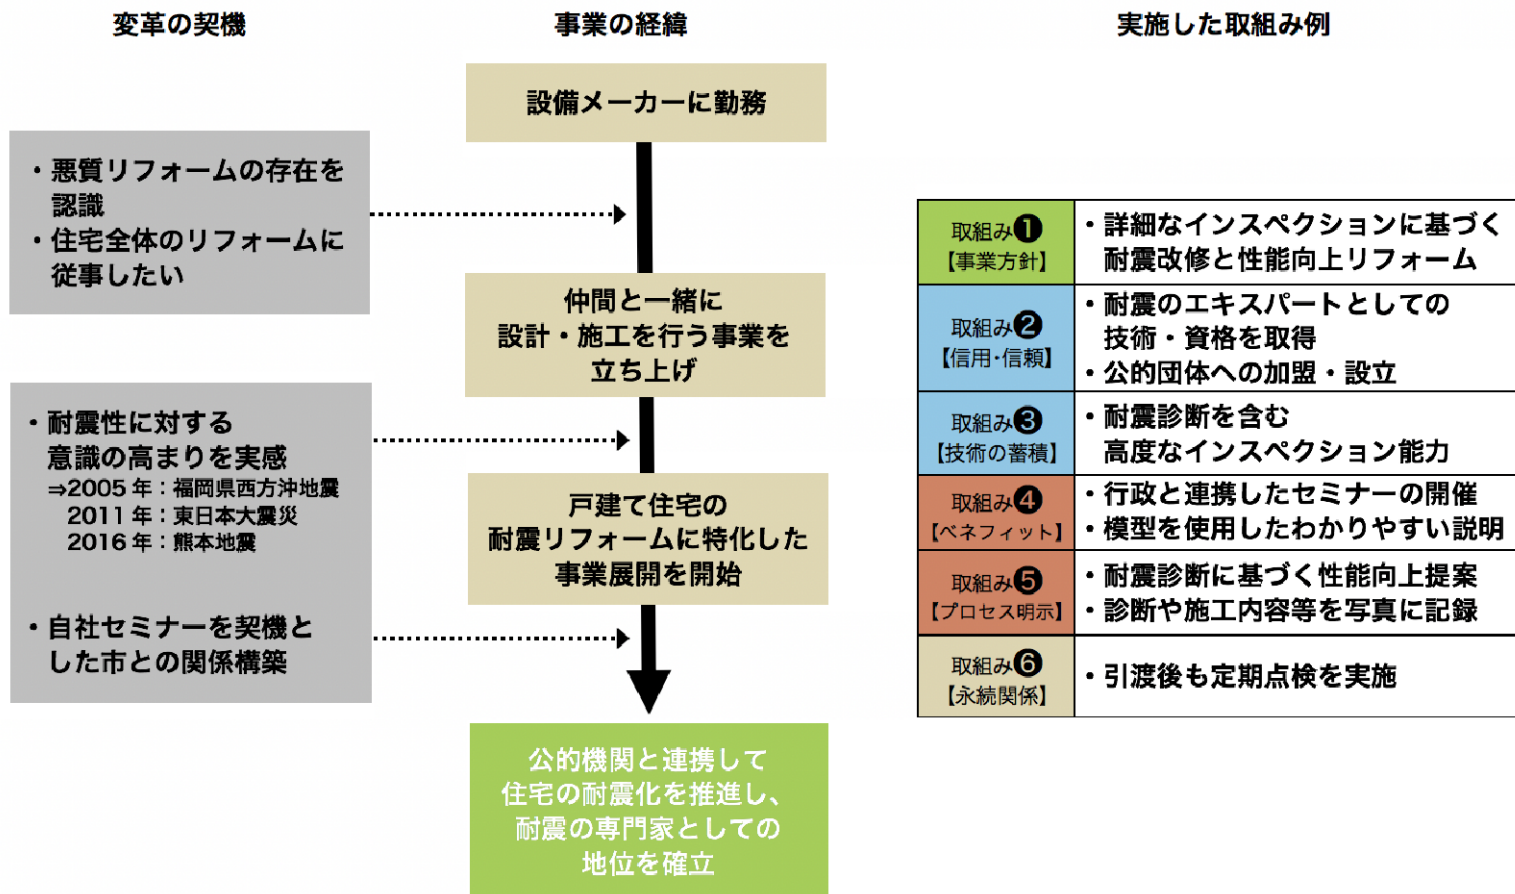 変革の契機
事業の経緯
実施した取組み例
・悪質リフォームの存在を
認識
・住宅全体のリフォームに
従事したい
・耐震性に対する
意識の高まりを実感
⇒2005 年：福岡県西方沖地震
2011 年：東日本大震災
2016 年：熊本地震
・自社セミナーを契機と
した市との関係構築
設備メーカーに勤務
仲間と一緒に
設計・施工を行う事業を
立ち上げ
戸建て住宅の
耐震リフォームに特化した
事業展開を開始
公的機関と連携して
住宅の耐震化を推進し、
耐震の専門家としての
地位を確立
取組み❶
【事業方針】
・詳細なインスペクションに基づく
耐震改修と性能向上リフォーム
取組み❷
【信用・信頼】
・耐震のエキスパートとしての
技術・資格を取得
・公的団体への加盟・設立
取組み❸
【技術の蓄積】
・耐震診断を含む
高度なインスペクション能力
取組み❹
【ベネフィット】
・行政と連携したセミナーの開催
・模型を使用したわかりやすい説明
取組み❺
【プロセス明示】
・耐震診断に基づく性能向上提案
・診断や施工内容等を写真に記録
取組み❻
【永続関係】
・引渡後も定期点検を実施